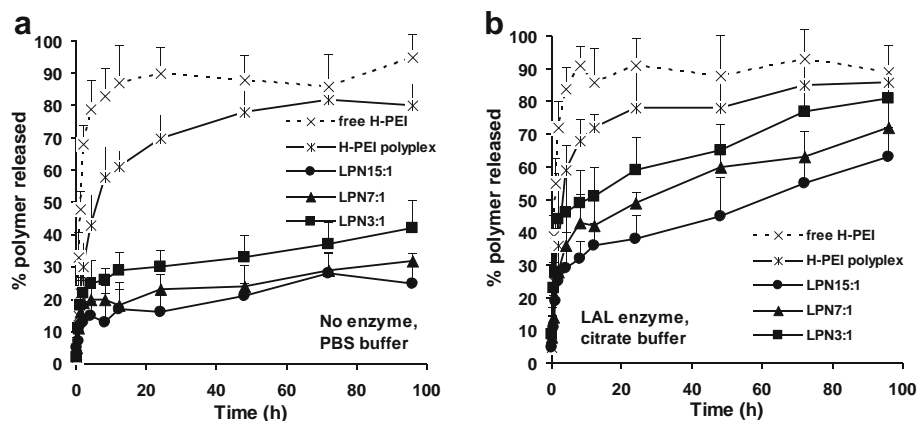 a
% polymer released
100
90
80
70
60
50
40
30
20
10
0
free H-PEI
H-PEI polyplex
LPN15:1
LPN7:1
LPN3:1
No enzyme,
PBS buffer
0
20
40
60
80
100
Time (h)
b
% polymer released
100
90
80
70
60
50
40
30
20
10
0
free H-PEI
H-PEI polyplex
LPN15:1
LPN7:1
LPN3:1
LAL enzyme,
citrate buffer
0
20
40
60
80
100
Time (h)